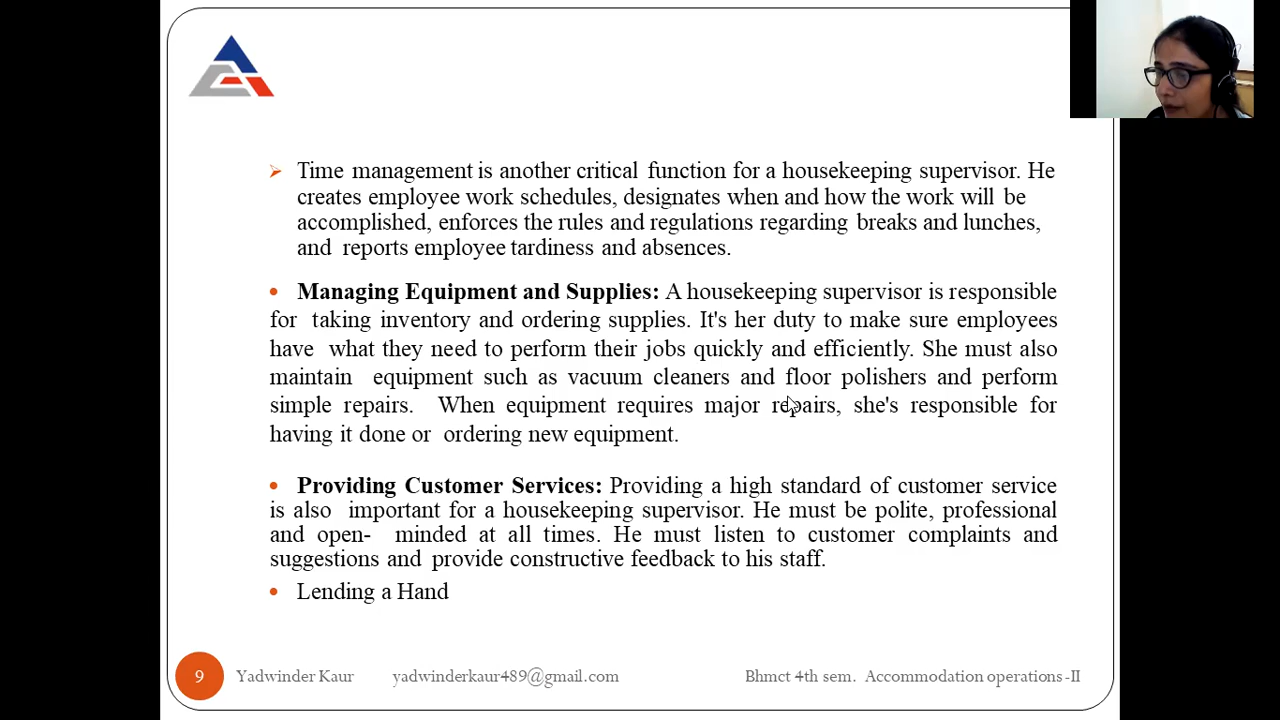 Time management is another critical function for a housekeeping supervisor. He
creates employee work schedules, designates when and how the work will be
accomplished, enforces the rules and regulations regarding breaks and lunches,
and reports employee tardiness and absences.
Managing Equipment and Supplies: A housekeeping supervisor is responsible
for taking inventory and ordering supplies. It's her duty to make sure employees
have what they need to perform their jobs quickly and efficiently. She must also
maintain equipment such as vacuum cleaners and floor polishers and perform
simple repairs. When equipment requires major repairs, she's responsible for
having it done or ordering new equipment.
Providing Customer Services: Providing a high standard of customer service
is also important for a housekeeping supervisor. He must be polite, professional
and open- minded at all times. He must listen to customer complaints and
suggestions and provide constructive feedback to his staff.
Lending a Hand
9 Yadwinder Kaur yadwinderkaur489@gmail.com Bhmct 4th sem. Accommodation operations -II